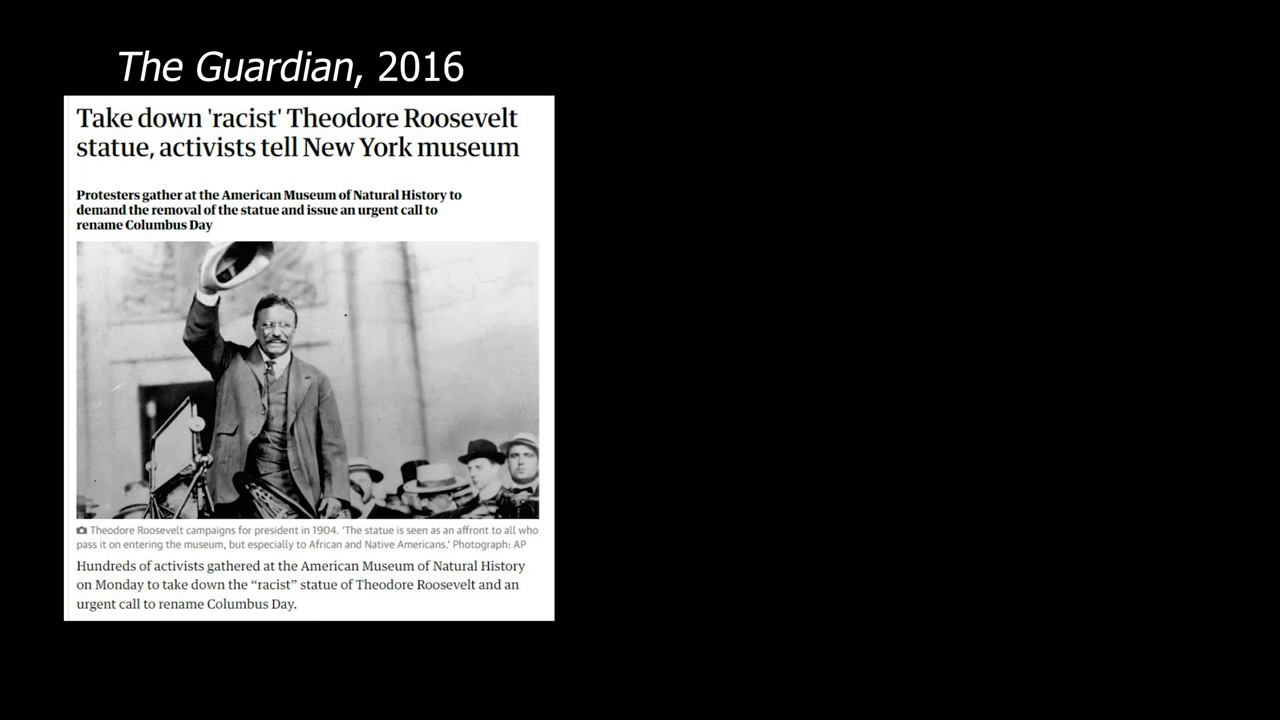 The Guardian, 2016
Take down 'racist' Theodore Roosevelt
statue, activists tell New York museum
Protesters gather at the American Museum of Natural History to
demand the removal of the statue and issue an urgent call to
rename Columbus Day
Theodore Roosevelt campaigns for president in 1904. 'The statue is seen as an affront to all who
pass it on entering the museum, but especially to African and Native Americans.' Photograph: AP
Hundreds of activists gathered at the American Museum of Natural History
on Monday to take down the “racist” statue of Theodore Roosevelt and an
urgent call to rename Columbus Day.